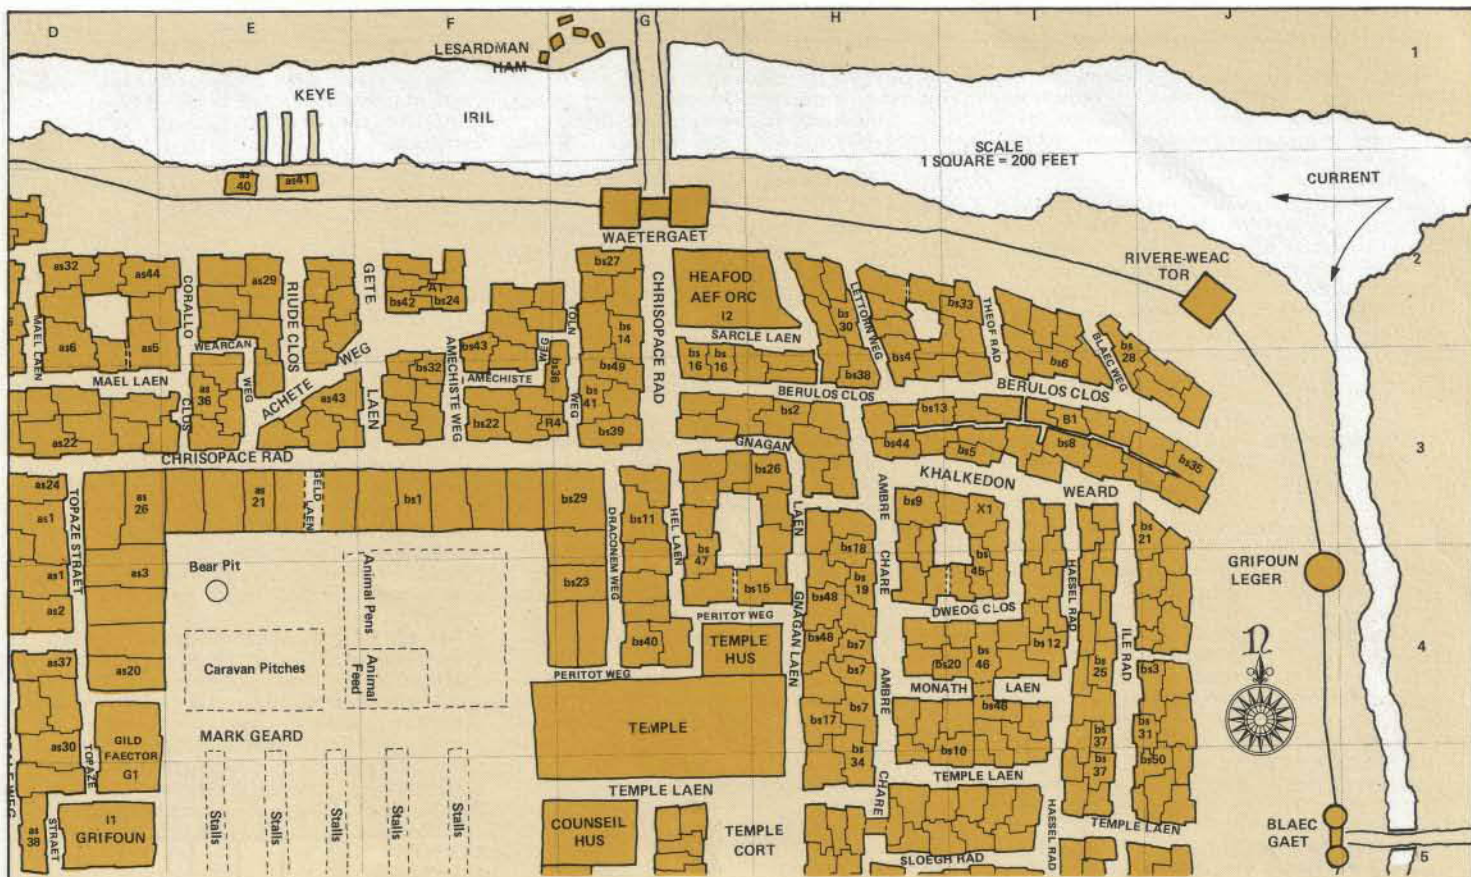 D
E
F
G
H
I
J
1
2
3
4
5
LESARDMAN
HAM
KEYE
IRIL
SCALE
1 SQUARE = 200 FEET
CURRENT
as
40
as41
WAETERGAET
RIVERE-WEAC
TOR
as32
as44
CORALLO
as29
RIUDE CLOS
GETE
A1
bs42
bs24
bs27
CHRISOPACE RAD
HEAFOD
AEF ORC
I2
bs
30
LETTORN WEG
bs33
THEOF RAD
bs
28
MAEL LAEN
as6
as5
WEARCAN
WEG
bs43
TOLN
WEG
bs
14
SARCLE LAEN
bs
16
bs
16
bs38
bs4
bs6
BLAEC WEG
MAEL LAEN
as
36
CLOS
WEG
ACHETE
as43
LAEN
bs32
AMECHISTE WEG
AMECHISTE
bs36
WEG
bs49
bs
41
BERULOS CLOS
BERULOS CLOS
as22
bs22
R4
bs39
bs2
bs13
B1
CHRISOPACE RAD
GNAGAN
bs44
bs5
bs8
bs35
as24
TOPAZE STRAET
as
26
as
21
GELD LAEN
bs1
bs29
bs11
HEL LAEN
bs26
LAEN
AMBRE
KHALKEDON
WEARD
as1
bs9
X1
bs
21
Bear Pit
Animal Pens
DRACONEM WEG
bs
47
bs18
CHARE
bs
45
HAESEL RAD
GRIFOUN
LEGER
as1
as3
bs23
bs15
GNAGAN LAEN
bs
19
as2
bs48
DWEOG CLOS
ILE RAD
PERITOT WEG
TEMPLE
HUS
bs40
bs48
bs7
bs20
bs
46
bs12
N
as37
as20
Caravan Pitches
Animal
Feed
PERITOT WEG
bs7
AMBRE
MONATH
LAEN
bs
25
bs3
bs7
bs46
MARK GEARD
TEMPLE
bs17
bs
37
bs
31
as30
TOPAZE
GILD
FAECTOR
G1
bs
34
bs10
bs
37
bs50
TEMPLE LAEN
Stalls
Stalls
Stalls
Stalls
Stalls
TEMPLE LAEN
CHARE
as
38
STRAET
I1
GRIFOUN
COUNSEIL
HUS
TEMPLE
CORT
HAESEL RAD
TEMPLE LAEN
BLAEC
GAET
SLOEGH RAD